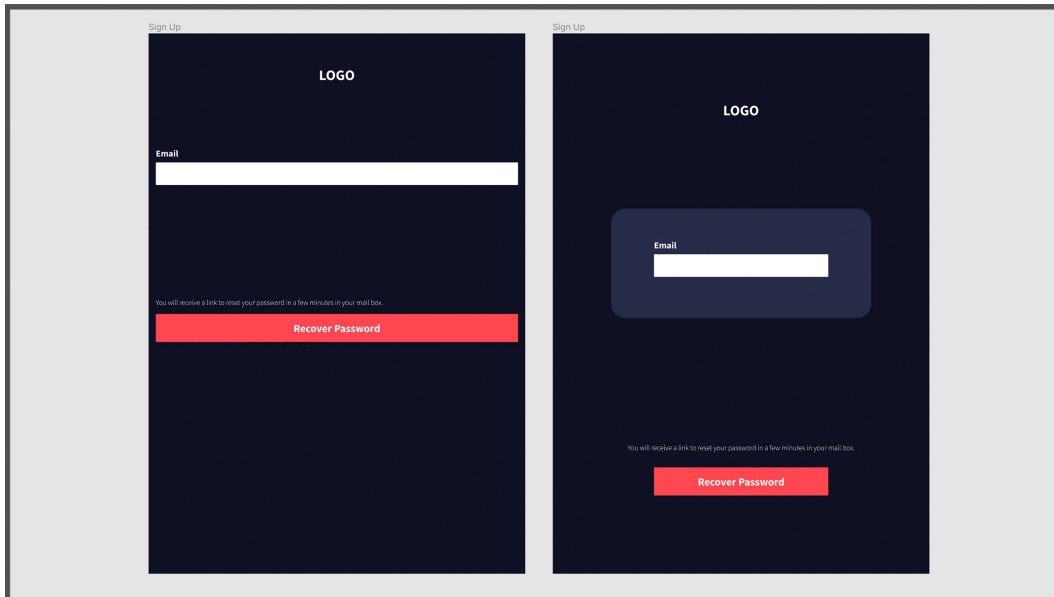 Sign Up
LOGO
Email
You will receive a link to reset your password in a few minutes in your mail box.
Recover Password
Sign Up
LOGO
Email
You will receive a link to reset your password in a few minutes in your mail box.
Recover Password